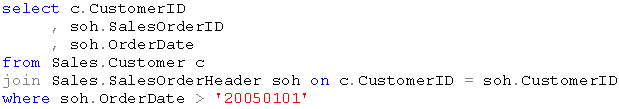 select c.CustomerID
, soh.SalesOrderID
, soh.OrderDate
from Sales.Customer c
join Sales.SalesOrderHeader soh on c.CustomerID = soh.CustomerID
where soh.OrderDate > '20050101'